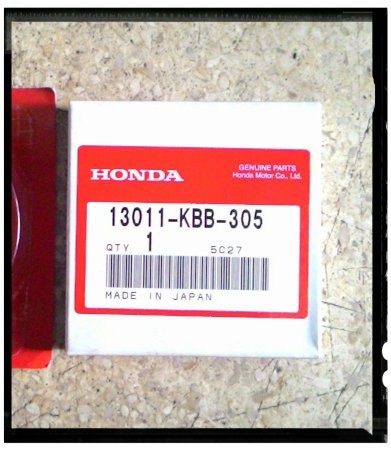 HONDA
GENUINE PARTS
Honda Motor Co., Ltd.
13011-KBB-305
QTY 1 5C27
MADE IN JAPAN